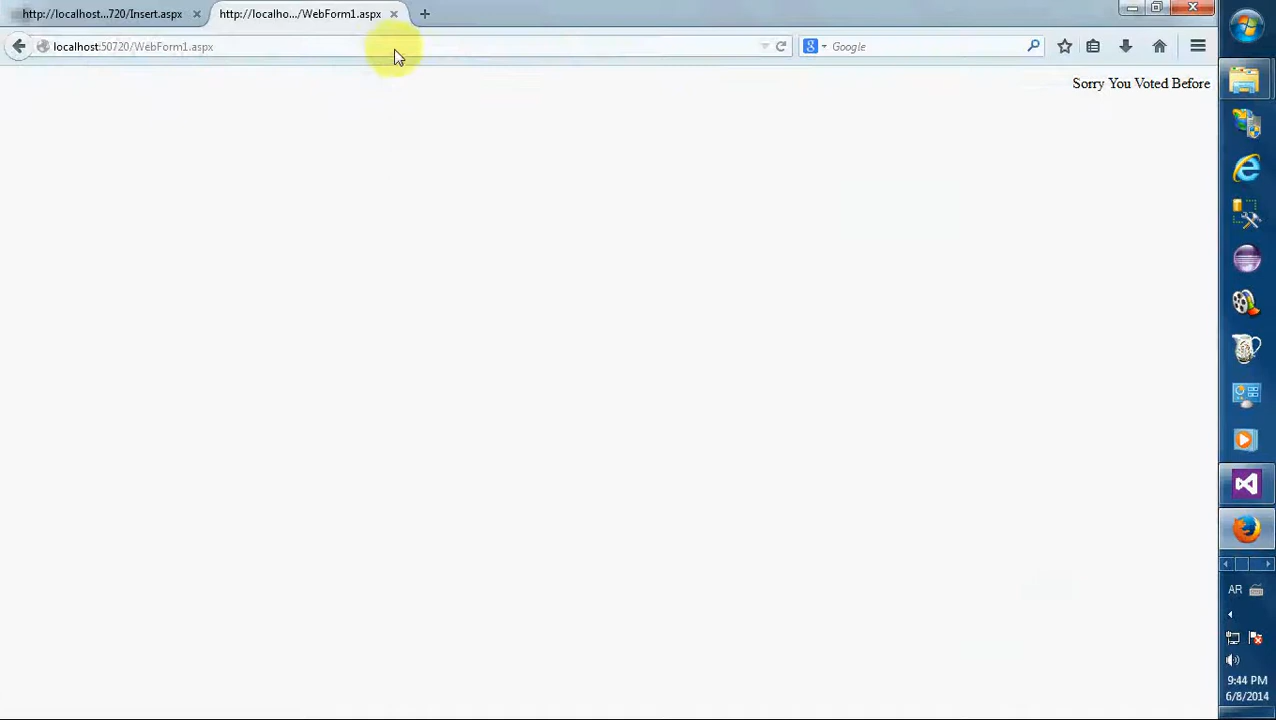 http://localhost...720/Insert.aspx
http://localho.../WebForm1.aspx
localhost:50720/WebForm1.aspx
Google
Sorry You Voted Before
AR
9:44 PM
6/8/2014